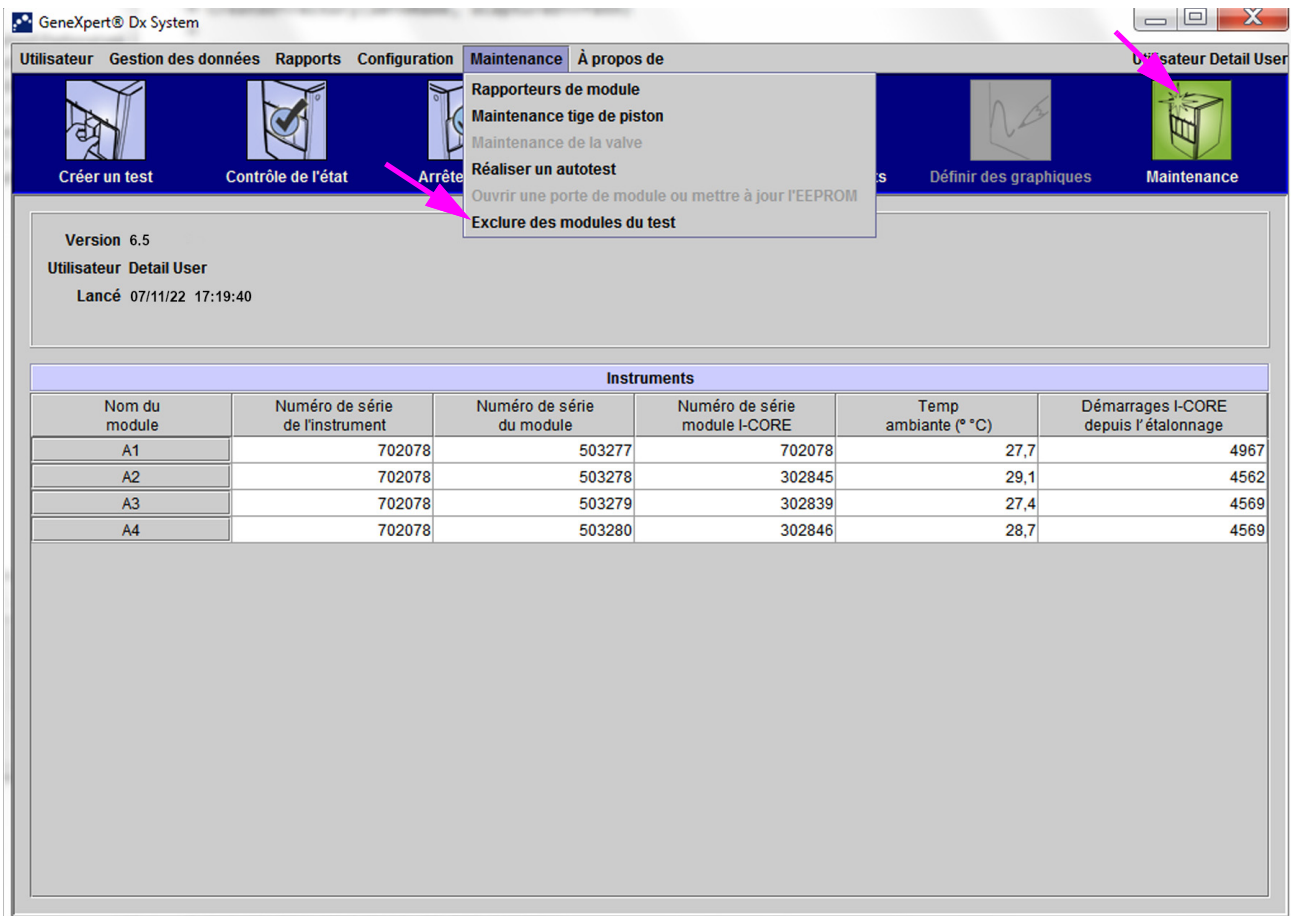 GeneXpert® Dx System
Utilisateur Gestion des données Rapports Configuration Maintenance À propos de Utilisateur Detail User
Rapporteurs de module
Maintenance tige de piston
Maintenance de la valve
Réaliser un autotest
Ouvrir une porte de module ou mettre à jour l'EEPROM
Exclure des modules du test
Créer un test Contrôle de l'état Arrête ts Définir des graphiques Maintenance
Version 6.5
Utilisateur Detail User
Lancé 07/11/22 17:19:40
Instruments
Nom du Numéro de série Numéro de série Numéro de série Temp Démarrages I-CORE
module de l'instrument du module module I-CORE ambiante (° °C) depuis l'étalonnage
A1 702078 503277 702078 27,7 4967
A2 702078 503278 302845 29,1 4562
A3 702078 503279 302839 27,4 4569
A4 702078 503280 302846 28,7 4569